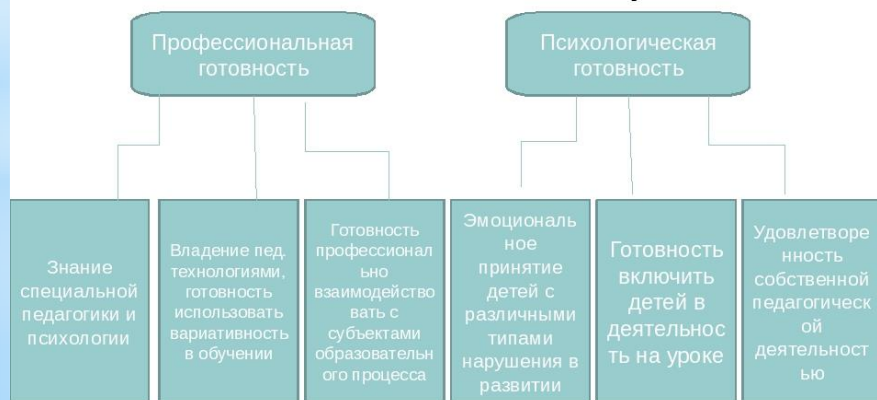 Профессиональная
готовность
Психологическая
готовность
Знание
специальной
педагогики и
психологии
Владение пед.
технологиями,
готовность
использовать
вариативность
в обучении
Готовность
профессионал
ьно
взаимодейство
вать с
субъектами
образовательн
ого процесса
Эмоциональ
ное
принятие
детей с
различными
типами
нарушения в
развитии
Готовность
включить
детей в
деятельнос
ть на уроке
Удовлетворе
нность
собственной
педагогическ
ой
деятельност
ью